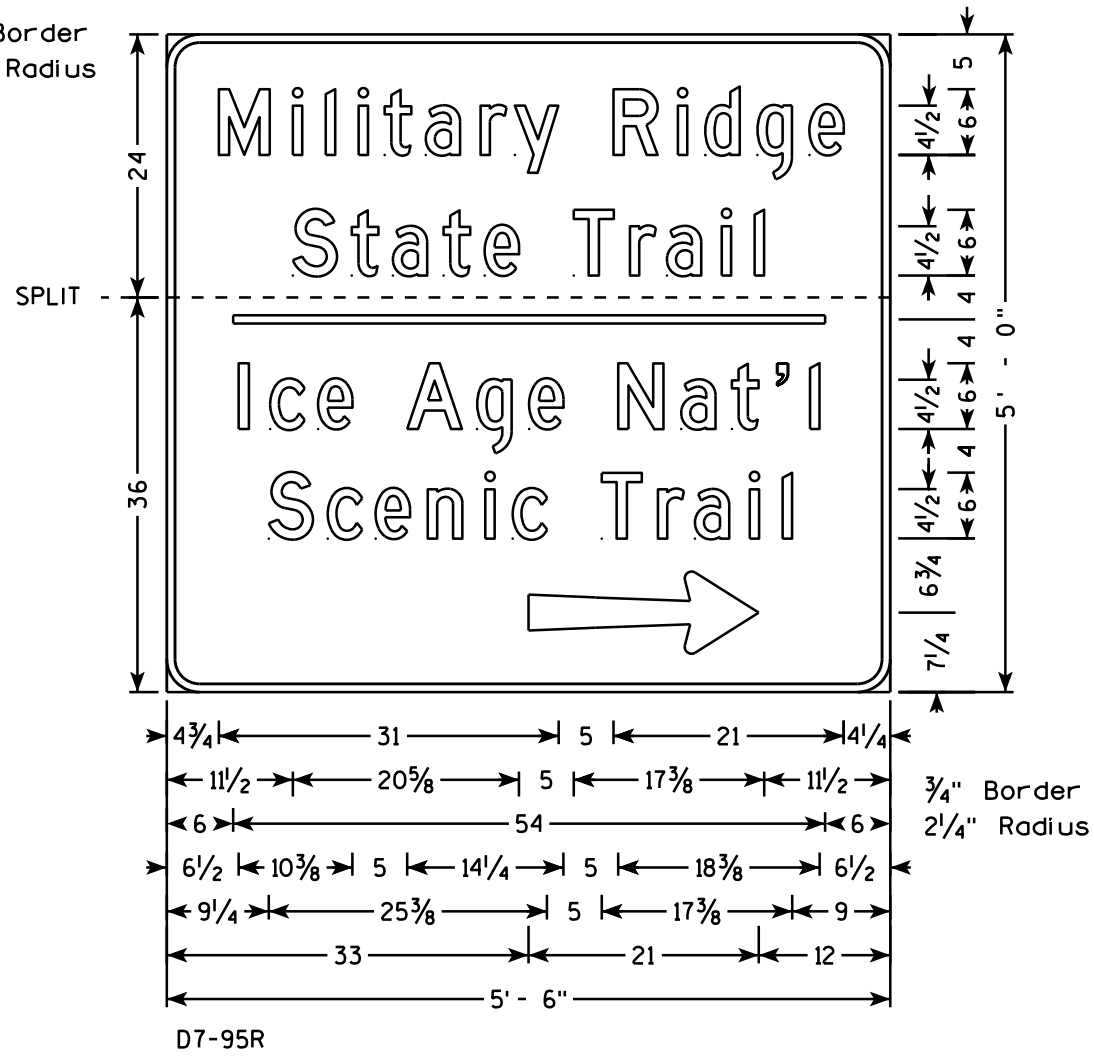 Border
Radius
Military Ridge
State Trail
SPLIT
Ice Age Nat'l
Scenic Trail
24
36
5
4½
6
4½
6
4
5' - 0"
4
4½
6
4
4½
6
6¾
7¼
4¾ 31 5 21 4¼
11½ 20⅝ 5 17⅜ 11½
6 54 6
6½ 10⅜ 5 14¼ 5 18⅜ 6½
9¼ 25⅜ 5 17⅜ 9
33 21 12
5' - 6"
¾" Border
2¼" Radius
D7-95R